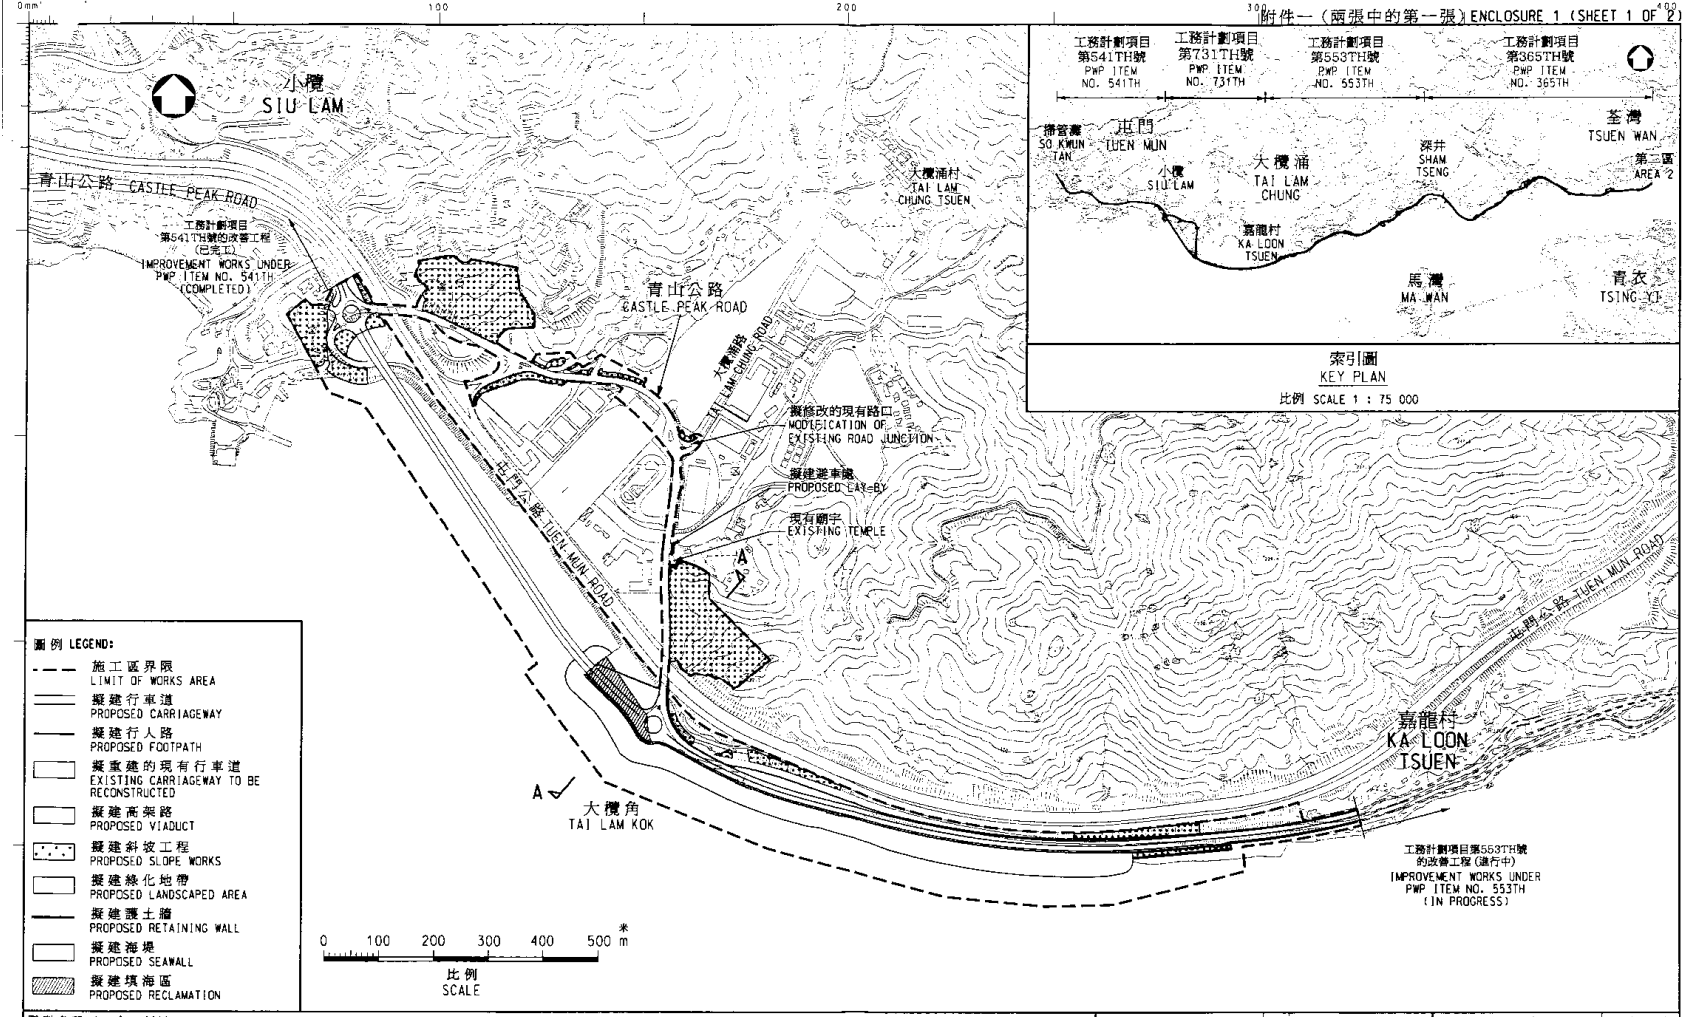 0mm
100
200
300
400
附件一 (兩張中的第一張) ENCLOSURE 1 (SHEET 1 OF 2)
小欖
SIU LAM
青山公路 CASTLE PEAK ROAD
工務計劃項目
第541TH號的改善工程
(已完工)
IMPROVEMENT WORKS UNDER
PWP ITEM NO. 541TH
(COMPLETED)
大欖涌村
TAI LAM
CHUNG TSUEN
青山公路
CASTLE PEAK ROAD
大欖涌路
TAI LAM CHUNG ROAD
擬修改的現有路口
MODIFICATION OF
EXISTING ROAD JUNCTION
擬建避車處
PROPOSED LAY-BY
現有廟宇
EXISTING TEMPLE
A
屯門公路 TUEN MUN ROAD
A
大欖角
TAI LAM KOK
屯門公路 TUEN MUN ROAD
嘉龍村
KA LOON
TSUEN
工務計劃項目第553TH號
的改善工程 (進行中)
IMPROVEMENT WORKS UNDER
PWP ITEM NO. 553TH
(IN PROGRESS)
工務計劃項目
第541TH號
PWP ITEM
NO. 541TH
工務計劃項目
第731TH號
PWP ITEM
NO. 731TH
工務計劃項目
第553TH號
PWP ITEM
NO. 553TH
工務計劃項目
第365TH號
PWP ITEM
NO. 365TH
掃管灘
SO KWUN
TAN
屯門
TUEN MUN
小欖
SIU LAM
大欖涌
TAI LAM
CHUNG
嘉龍村
KA LOON
TSUEN
深井
SHAM
TSENG
荃灣
TSUEN WAN
第二區
AREA 2
馬灣
MA WAN
青衣
TSING YI
索引圖
KEY PLAN
比例 SCALE 1 : 75 000
圖例 LEGEND:
施工區界限
LIMIT OF WORKS AREA
擬建行車道
PROPOSED CARRIAGEWAY
擬建行人路
PROPOSED FOOTPATH
擬重建的現有行車道
EXISTING CARRIAGEWAY TO BE
RECONSTRUCTED
擬建高架路
PROPOSED VIADUCT
擬建斜坡工程
PROPOSED SLOPE WORKS
擬建綠化地帶
PROPOSED LANDSCAPED AREA
擬建護土牆
PROPOSED RETAINING WALL
擬建海堤
PROPOSED SEAWALL
擬建填海區
PROPOSED RECLAMATION
0 100 200 300 400 500 米 m
比例
SCALE